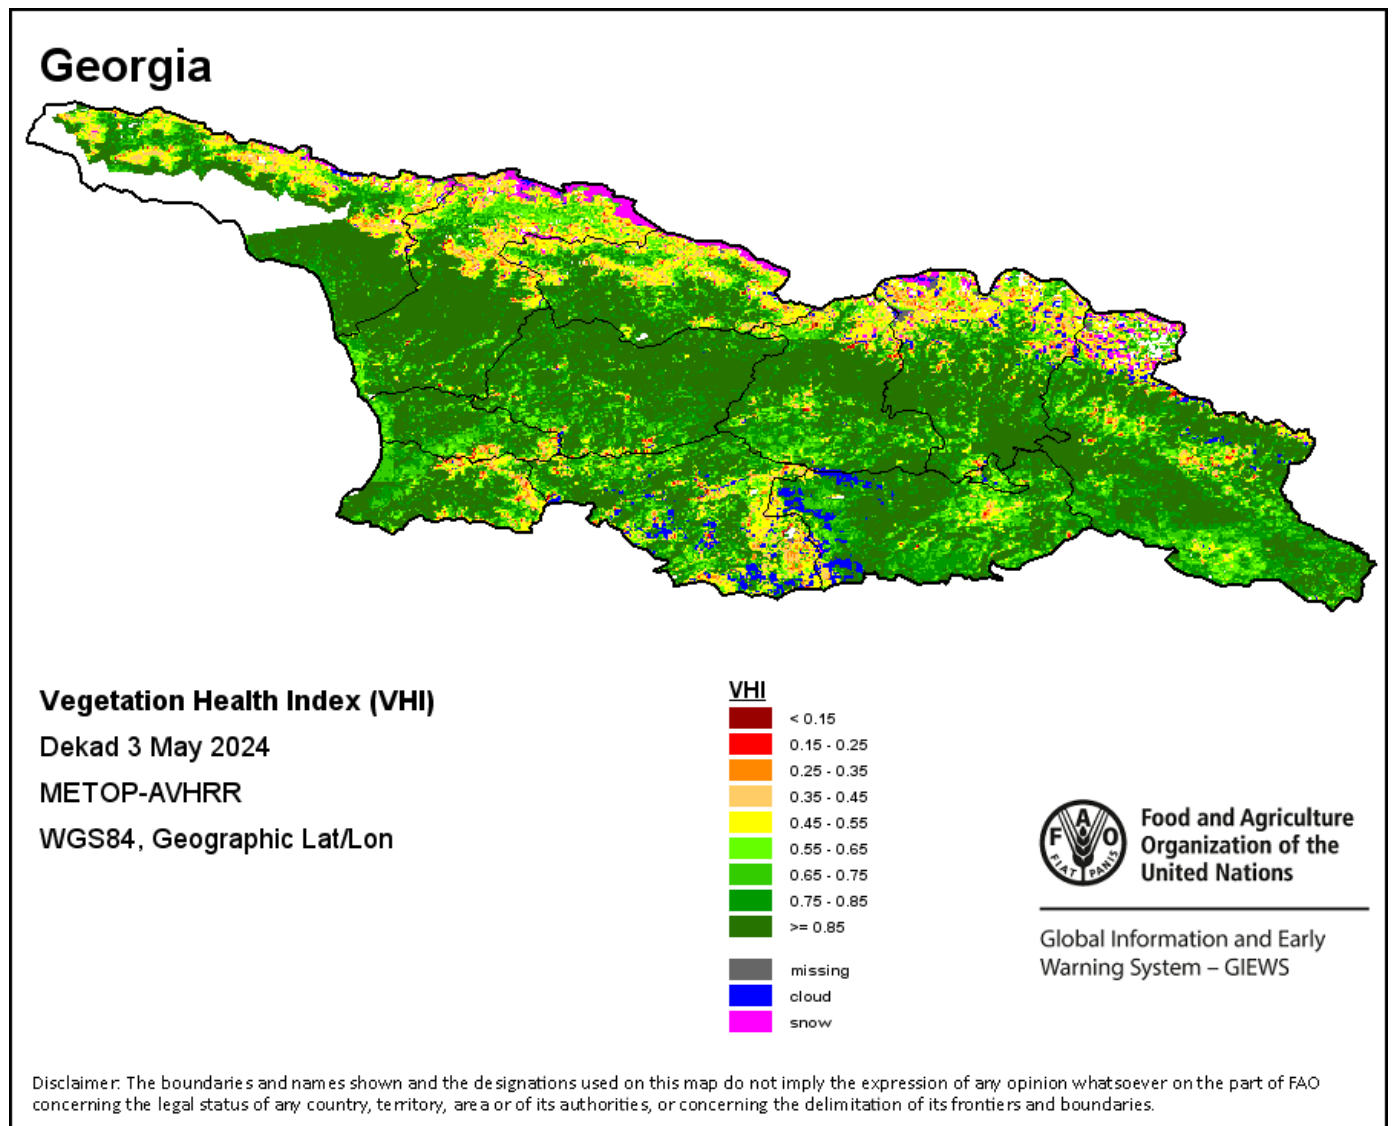 Georgia
Vegetation Health Index (VHI)
Dekad 3 May 2024
METOP-AVHRR
WGS84, Geographic Lat/Lon
VHI
< 0.15
0.15 - 0.25
0.25 - 0.35
0.35 - 0.45
0.45 - 0.55
0.55 - 0.65
0.65 - 0.75
0.75 - 0.85
>= 0.85
missing
cloud
snow
F A O
FIAT PANIS
Food and Agriculture
Organization of the
United Nations
Global Information and Early
Warning System – GIEWS
Disclaimer: The boundaries and names shown and the designations used on this map do not imply the expression of any opinion whatsoever on the part of FAO
concerning the legal status of any country, territory, area or of its authorities, or concerning the delimitation of its frontiers and boundaries.